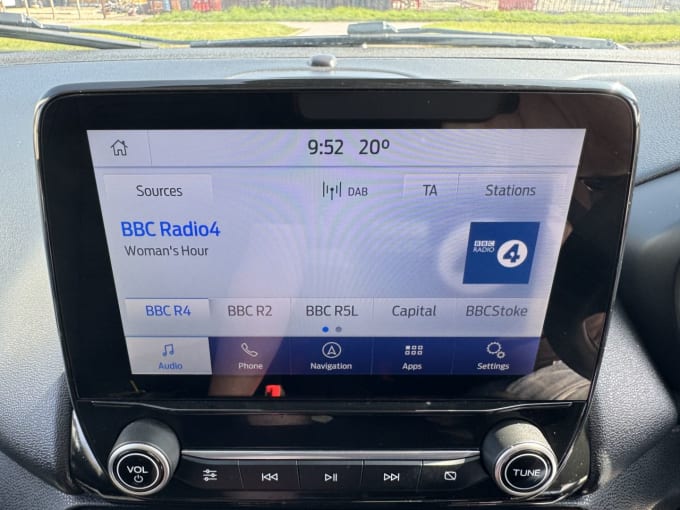 9:52 20º
Sources DAB TA Stations
BBC Radio4
Woman's Hour
BBC
RADIO 4
BBC R4 BBC R2 BBC R5L Capital BBCStoke
Audio Phone Navigation Apps Settings
VOL TUNE